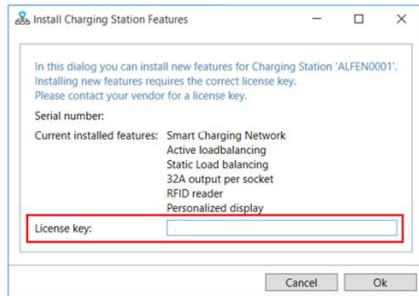 Install Charging Station Features
In this dialog you can install new features for Charging Station 'ALFEN0001'.
Installing new features requires the correct license key.
Please contact your vendor for a license key.
Serial number:
Current installed features: Smart Charging Network
Active loadbalancing
Static Load balancing
32A output per socket
RFID reader
Personalized display
License key:
Cancel Ok